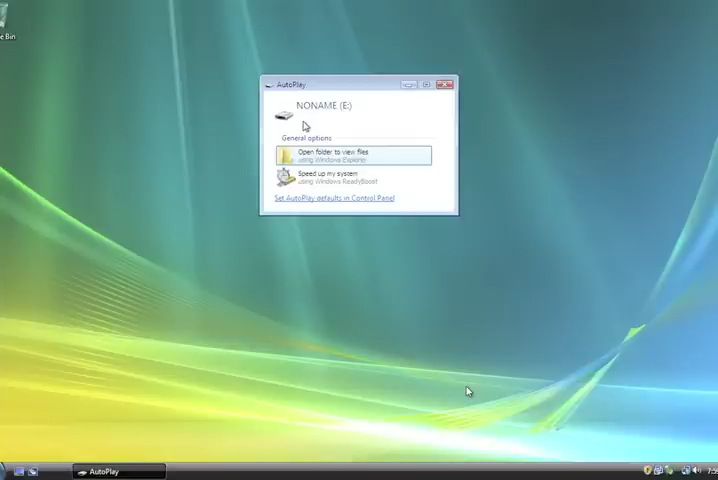 e Bin
AutoPlay
NONAME (E:)
General options
Open folder to view files
using Windows Explorer
Speed up my system
using Windows ReadyBoost
Set AutoPlay defaults in Control Panel
AutoPlay